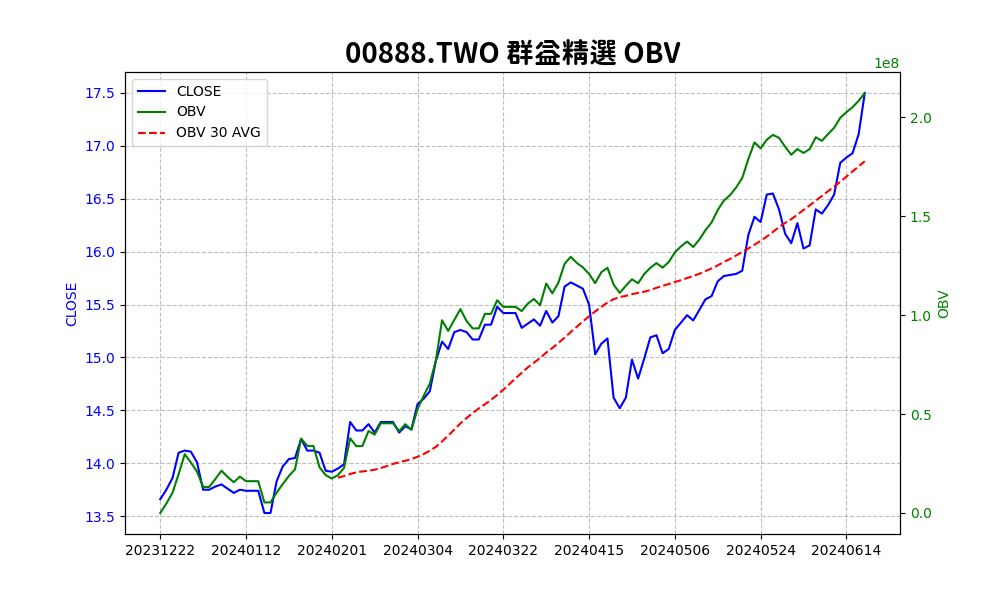 00888.TWO 群益精選 OBV
1e8
CLOSE
OBV
OBV 30 AVG
17.5
17.0
16.5
16.0
15.5
15.0
14.5
14.0
13.5
CLOSE
2.0
1.5
1.0
0.5
0.0
OBV
20231222 20240112 20240201 20240304 20240322 20240415 20240506 20240524 20240614